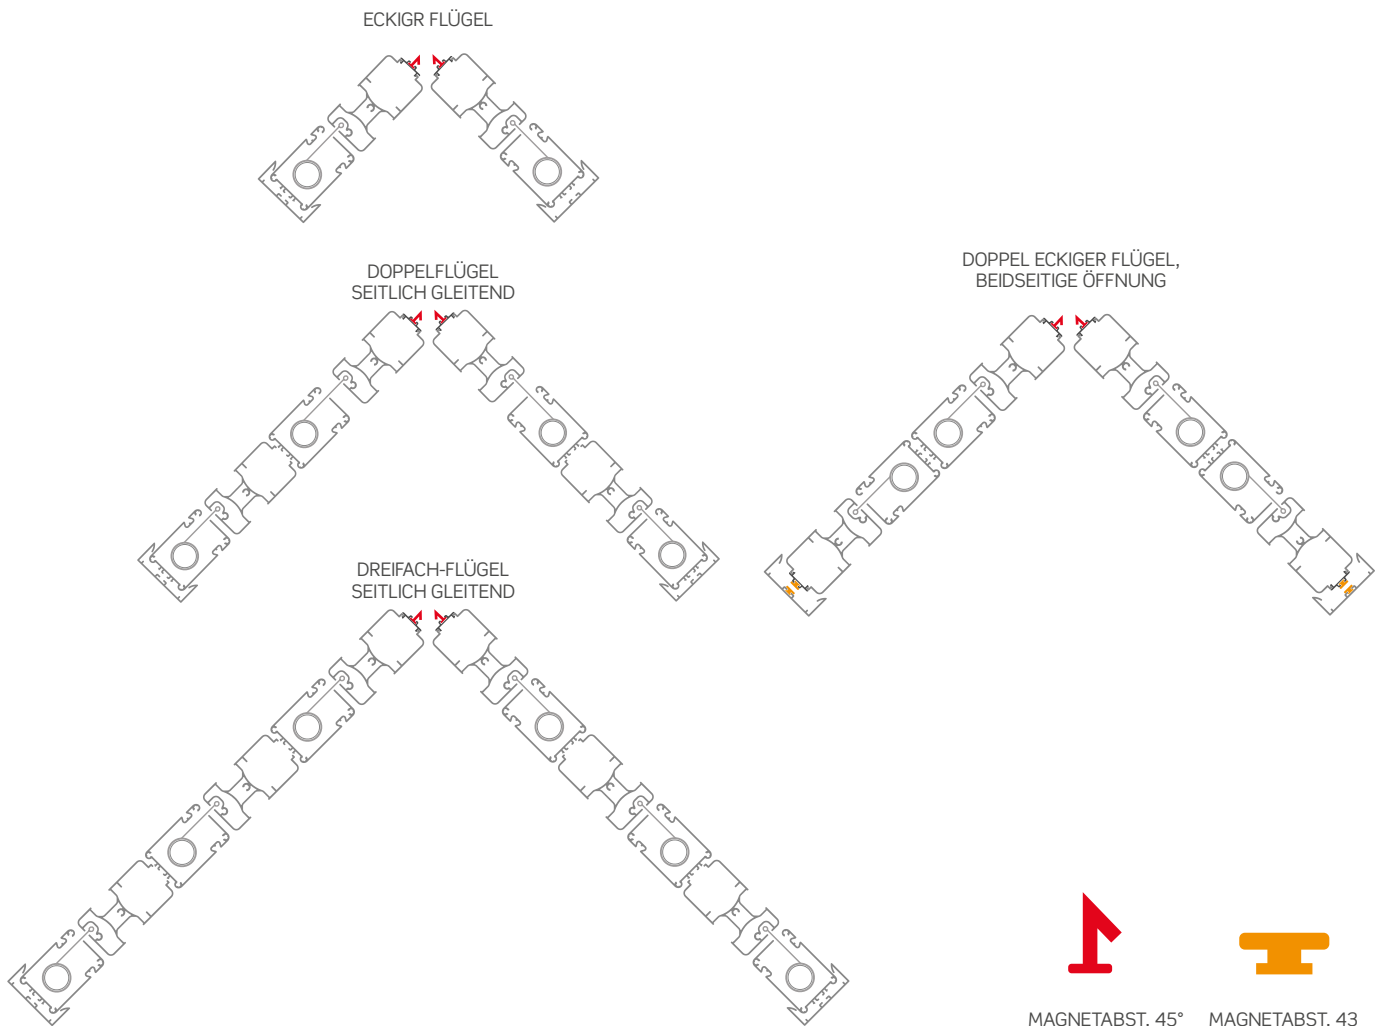 ECKIGR FLÜGEL
DOPPELFLÜGEL
SEITLICH GLEITEND
DOPPEL ECKIGER FLÜGEL,
BEIDSEITIGE ÖFFNUNG
DREIFACH-FLÜGEL
SEITLICH GLEITEND
MAGNETABST. 45°
MAGNETABST. 43